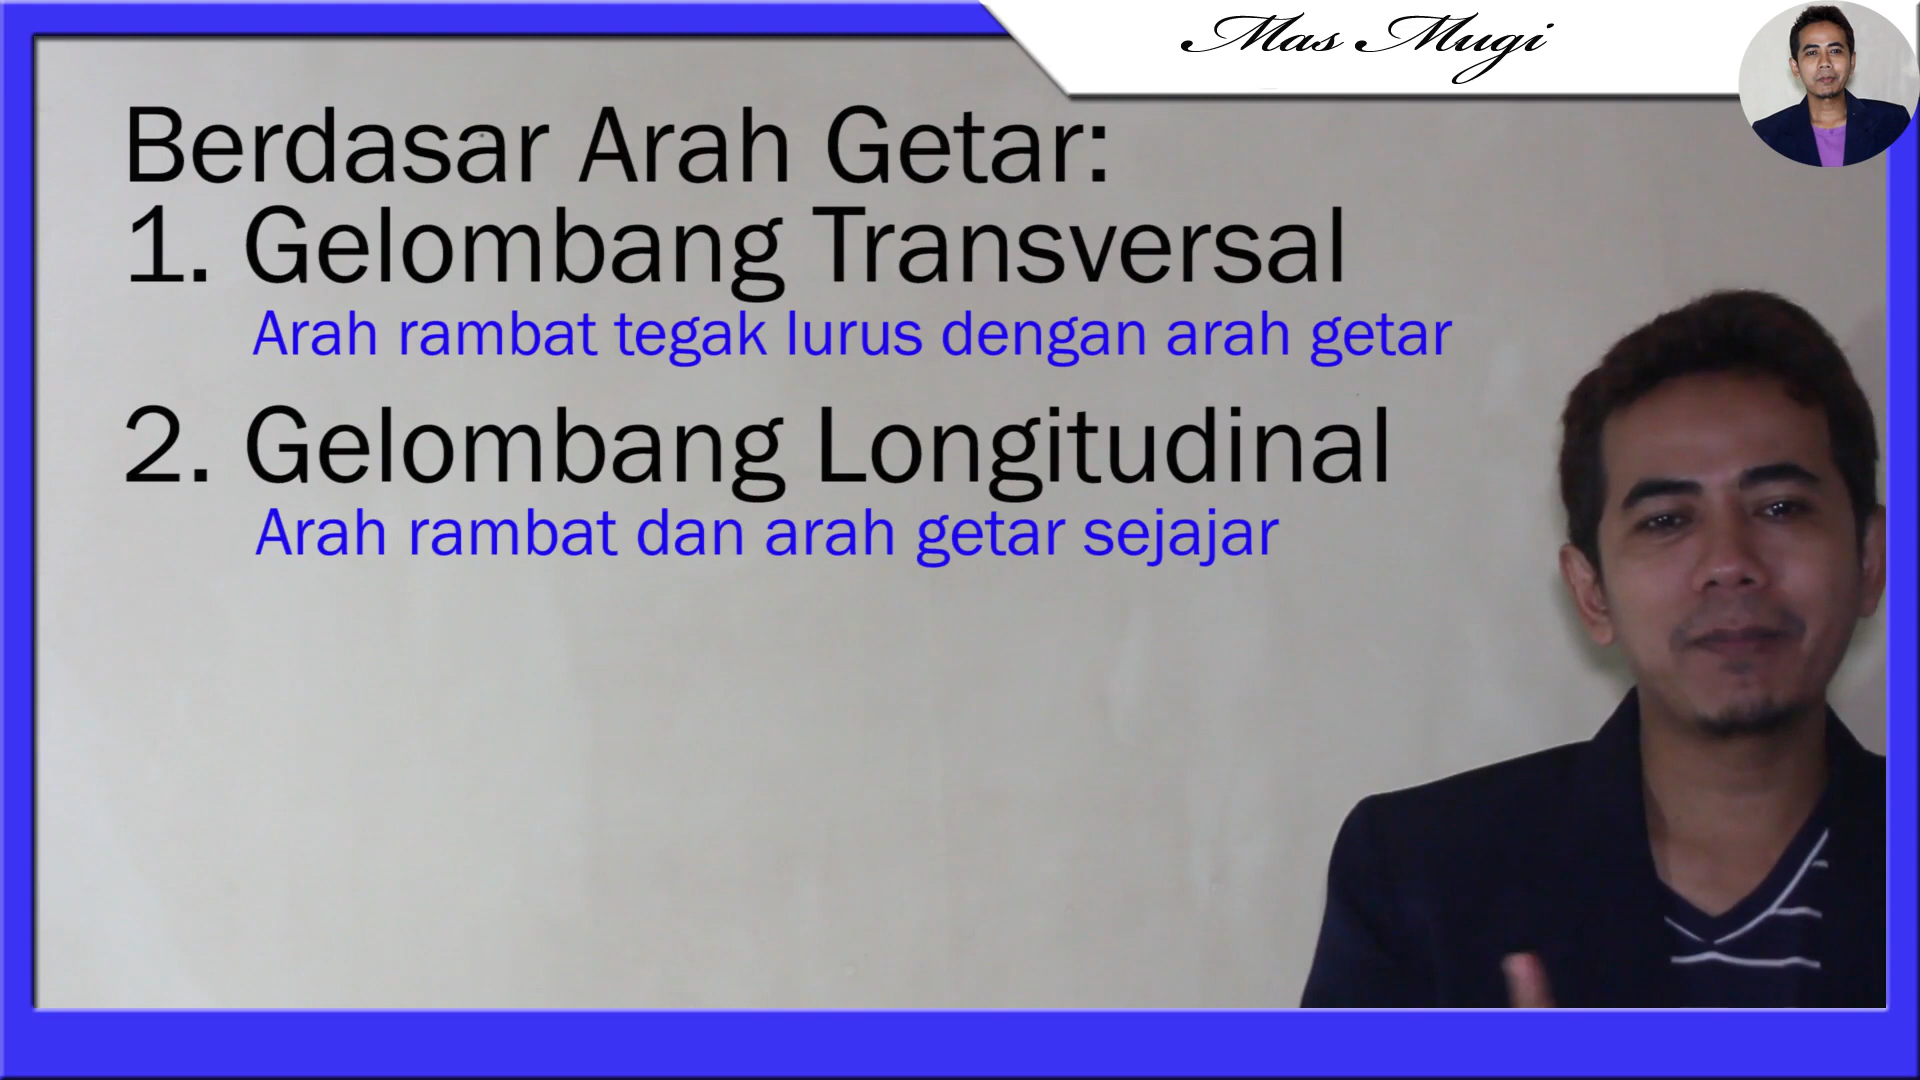 Mas Mugi
Berdasar Arah Getar:
1. Gelombang Transversal
Arah rambat tegak lurus dengan arah getar
2. Gelombang Longitudinal
Arah rambat dan arah getar sejajar